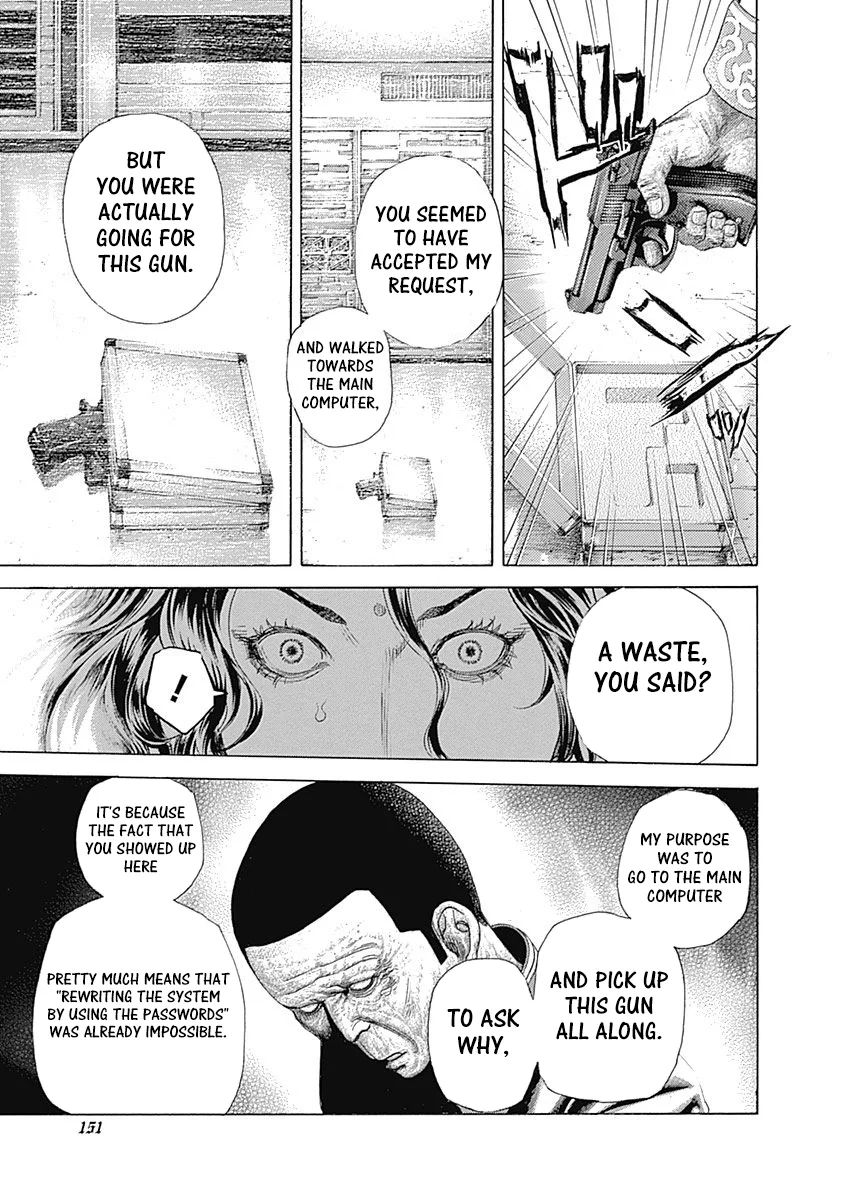 YOU SEEMED
TO HAVE
ACCEPTED MY
REQUEST,
AND WALKED
TOWARDS
THE MAIN
COMPUTER,
BUT
YOU WERE
ACTUALLY
GOING FOR
THIS GUN.
A WASTE,
YOU SAID?
!
MY PURPOSE
WAS TO
GO TO THE MAIN
COMPUTER
AND PICK UP
THIS GUN
ALL ALONG.
TO ASK
WHY,
IT'S BECAUSE
THE FACT THAT
YOU SHOWED UP
HERE
PRETTY MUCH MEANS THAT
"REWRITING THE SYSTEM
BY USING THE PASSWORDS"
WAS ALREADY IMPOSSIBLE.
151